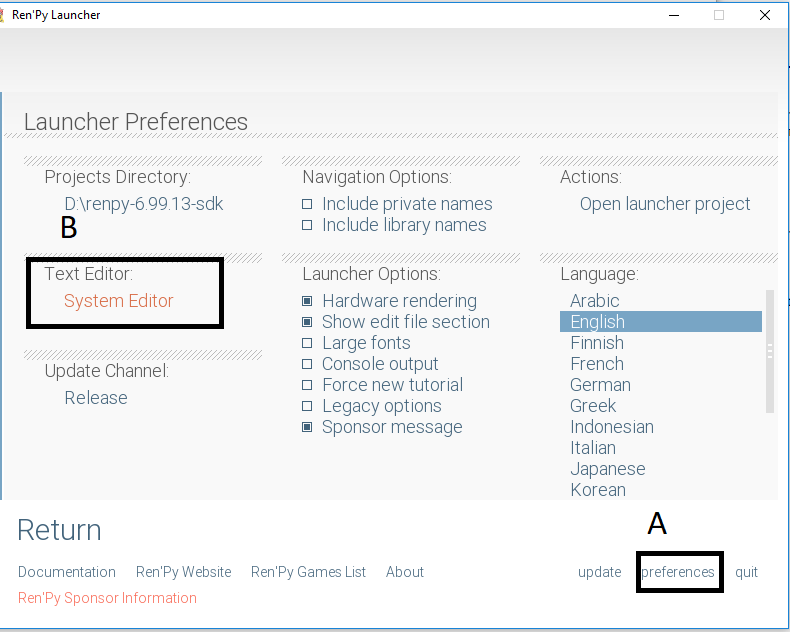 Ren'Py Launcher
Launcher Preferences
Projects Directory:
D:\renpy-6.99.13-sdk
B
Text Editor:
System Editor
Update Channel:
Release
Navigation Options:
Include private names
Include library names
Launcher Options:
Hardware rendering
Show edit file section
Large fonts
Console output
Force new tutorial
Legacy options
Sponsor message
Actions:
Open launcher project
Language:
Arabic
English
Finnish
French
German
Greek
Indonesian
Italian
Japanese
Korean
Return
A
Documentation Ren'Py Website Ren'Py Games List About update preferences quit
Ren'Py Sponsor Information